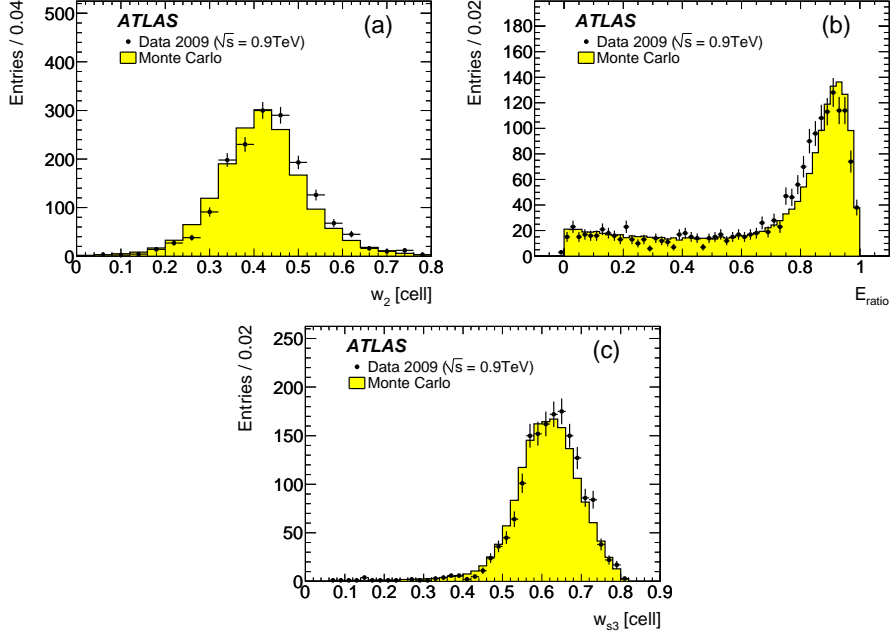 Entries / 0.04
500
400
300
200
100
0
ATLAS
(a)
Data 2009 (√s = 0.9TeV)
Monte Carlo
0 0.1 0.2 0.3 0.4 0.5 0.6 0.7 0.8
w2 [cell]
Entries / 0.02
180
160
140
120
100
80
60
40
20
0
ATLAS
(b)
Data 2009 (√s = 0.9TeV)
Monte Carlo
0 0.2 0.4 0.6 0.8 1
Eratio
Entries / 0.02
250
200
150
100
50
0
ATLAS
(c)
Data 2009 (√s = 0.9TeV)
Monte Carlo
0 0.1 0.2 0.3 0.4 0.5 0.6 0.7 0.8 0.9
ws3 [cell]